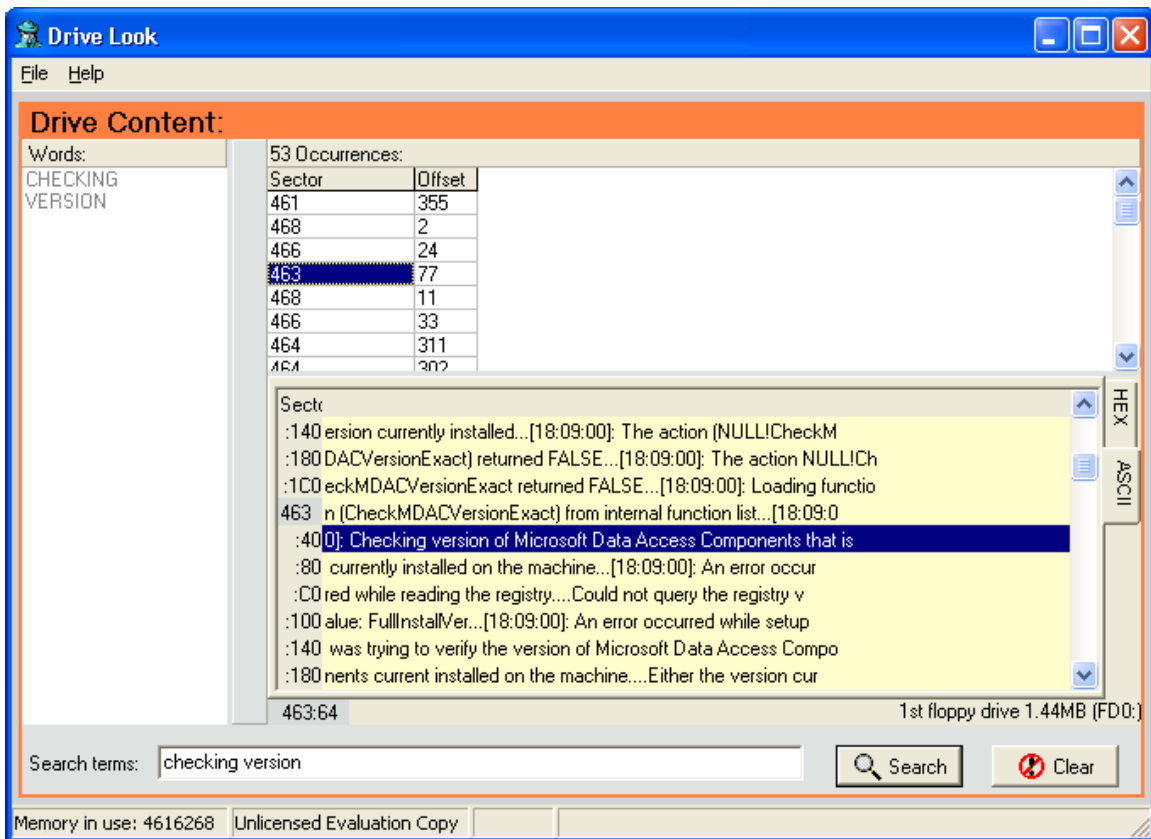 Drive Look
File Help
Drive Content:
Words:
CHECKING
VERSION
53 Occurrences:
Sector Offset
461 355
468 2
466 24
463 77
468 11
466 33
464 311
464 302
Sectc
:140 ersion currently installed...[18:09:00]: The action (NULL!CheckM
:180 DACVersionExact) returned FALSE...[18:09:00]: The action NULL!Ch
:1C0 eckMDACVersionExact returned FALSE...[18:09:00]: Loading functio
463 n (CheckMDACVersionExact) from internal function list...[18:09:0
:40 0]: Checking version of Microsoft Data Access Components that is
:80 currently installed on the machine...[18:09:00]: An error occur
:C0 red while reading the registry....Could not query the registry v
:100 alue: FullInstallVer...[18:09:00]: An error occurred while setup
:140 was trying to verify the version of Microsoft Data Access Compo
:180 nents current installed on the machine....Either the version cur
HEX
ASCII
463:64 1st floppy drive 1.44MB (FD0:)
Search terms: checking version Search Clear
Memory in use: 4616268 Unlicensed Evaluation Copy